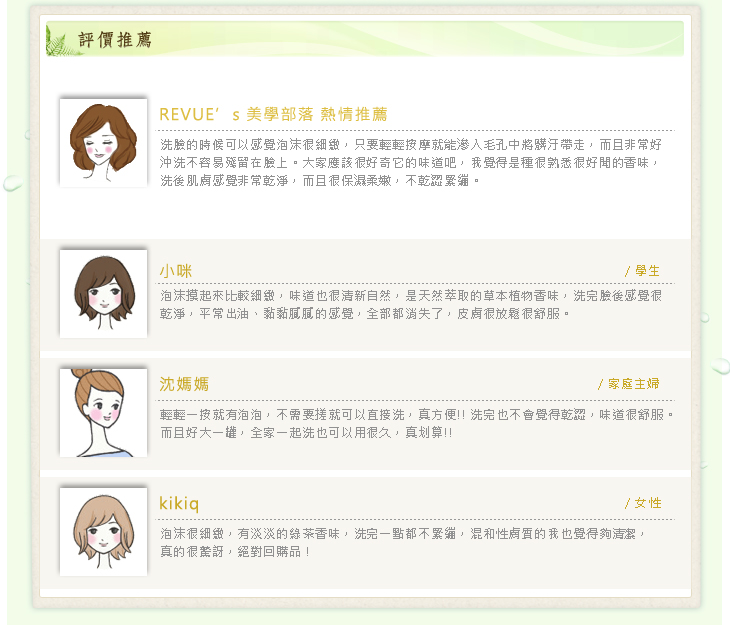 評價推薦
REVUE’s 美學部落 熱情推薦
洗臉的時候可以感覺泡沫很細緻，只要輕輕按摩就能滲入毛孔中將髒汙帶走，而且非常好
沖洗不容易殘留在臉上。大家應該很好奇它的味道吧，我覺得是種很熟悉很好聞的香味，
洗後肌膚感覺非常乾淨，而且很保濕柔嫩，不乾澀緊繃。
小咪 / 學生
泡沫摸起來比較細緻，味道也很清新自然，是天然萃取的草本植物香味，洗完臉後感覺很
乾淨，平常出油、黏黏膩膩的感覺，全部都消失了，皮膚很放鬆很舒服。
沈媽媽 / 家庭主婦
輕輕一按就有泡泡，不需要搓就可以直接洗，真方便!! 洗完也不會覺得乾澀，味道很舒服。
而且好大一罐，全家一起洗也可以用很久，真划算!!
kikiq / 女性
泡沫很細緻，有淡淡的綠茶香味，洗完一點都不緊繃，混和性膚質的我也覺得夠清潔，
真的很驚訝，絕對回購品！